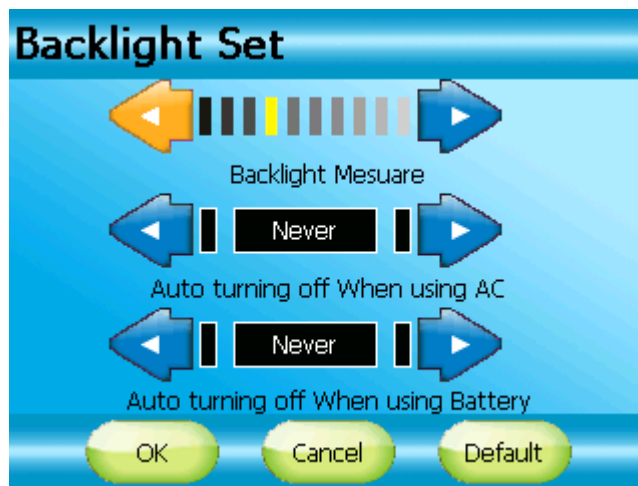 Backlight Set
Backlight Mesuare
Never
Auto turning off When using AC
Never
Auto turning off When using Battery
OK Cancel Default